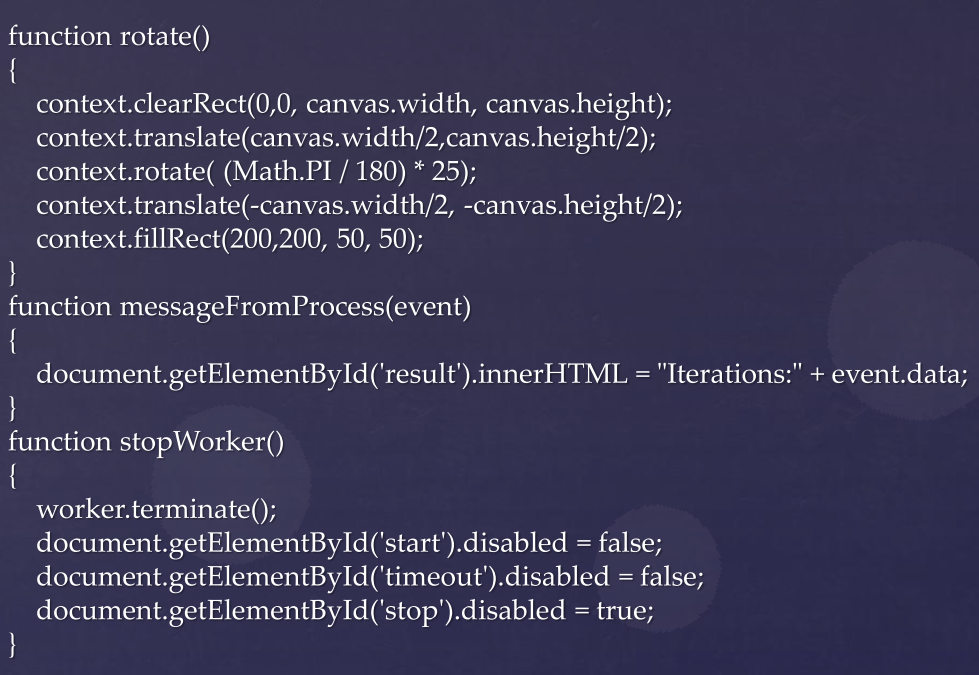 function rotate()
{
context.clearRect(0,0, canvas.width, canvas.height);
context.translate(canvas.width/2,canvas.height/2);
context.rotate( (Math.PI / 180) * 25);
context.translate(-canvas.width/2, -canvas.height/2);
context.fillRect(200,200, 50, 50);
}
function messageFromProcess(event)
{
document.getElementById('result').innerHTML = "Iterations:" + event.data;
}
function stopWorker()
{
worker.terminate();
document.getElementById('start').disabled = false;
document.getElementById('timeout').disabled = false;
document.getElementById('stop').disabled = true;
}